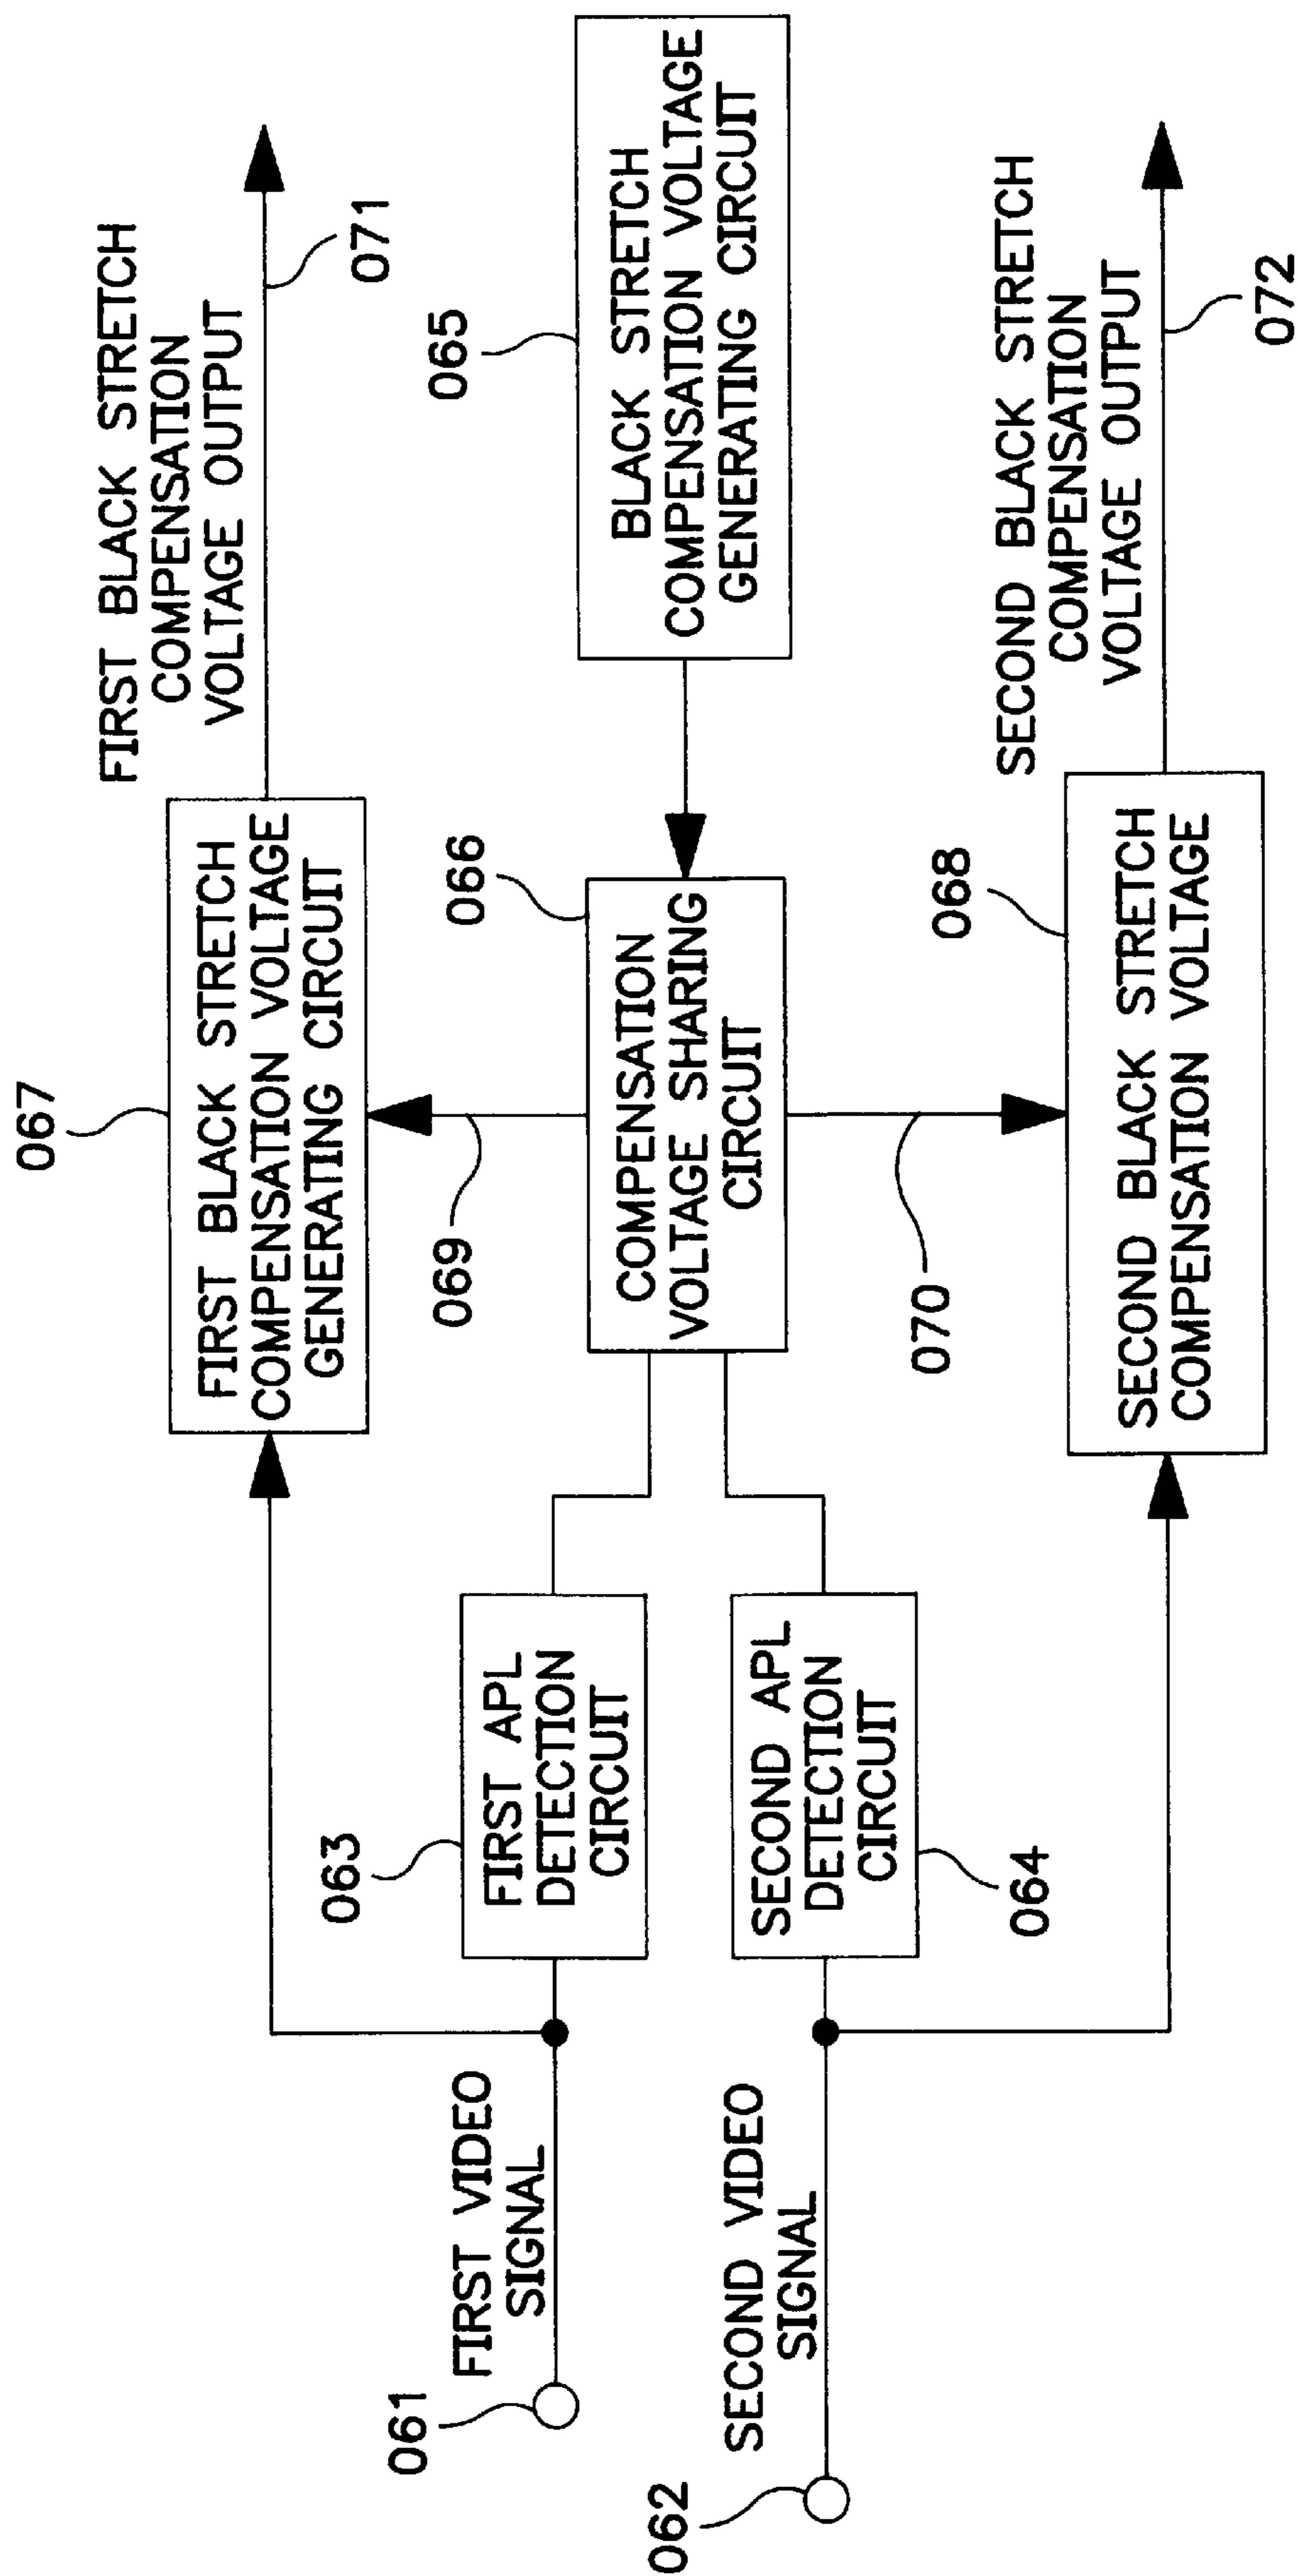 067
FIRST BLACK STRETCH
COMPENSATION VOLTAGE
GENERATING CIRCUIT
FIRST BLACK STRETCH
COMPENSATION
VOLTAGE OUTPUT
071
061
FIRST VIDEO
SIGNAL
063
FIRST APL
DETECTION
CIRCUIT
069
066
COMPENSATION
VOLTAGE SHARING
CIRCUIT
065
BLACK STRETCH
COMPENSATION VOLTAGE
GENERATING CIRCUIT
062
SECOND VIDEO
SIGNAL
SECOND APL
DETECTION
CIRCUIT
064
070
068
SECOND BLACK STRETCH
COMPENSATION VOLTAGE
SECOND BLACK STRETCH
COMPENSATION
VOLTAGE OUTPUT
072